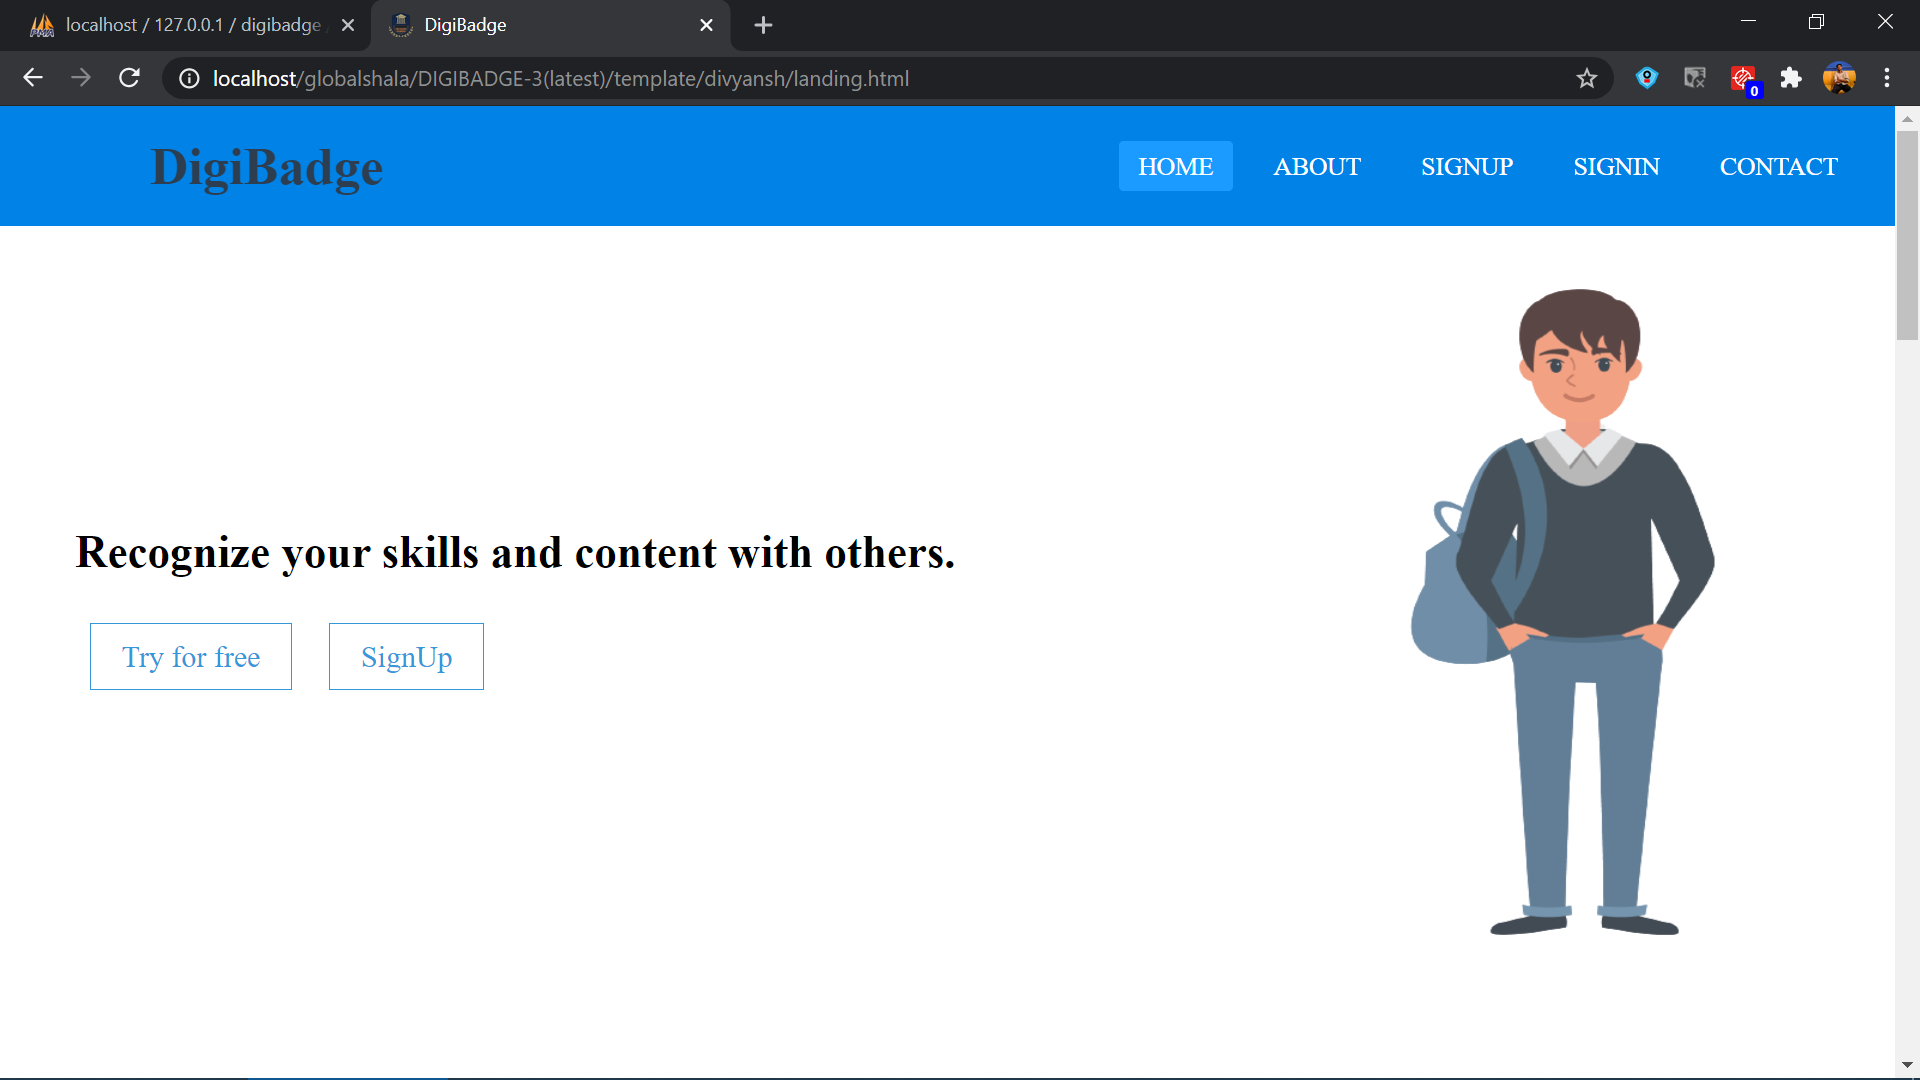 localhost / 127.0.0.1 / digibadge
DigiBadge
localhost/globalshala/DIGIBADGE-3(latest)/template/divyansh/landing.html
0
DigiBadge
HOME
ABOUT
SIGNUP
SIGNIN
CONTACT
Recognize your skills and content with others.
Try for free
SignUp